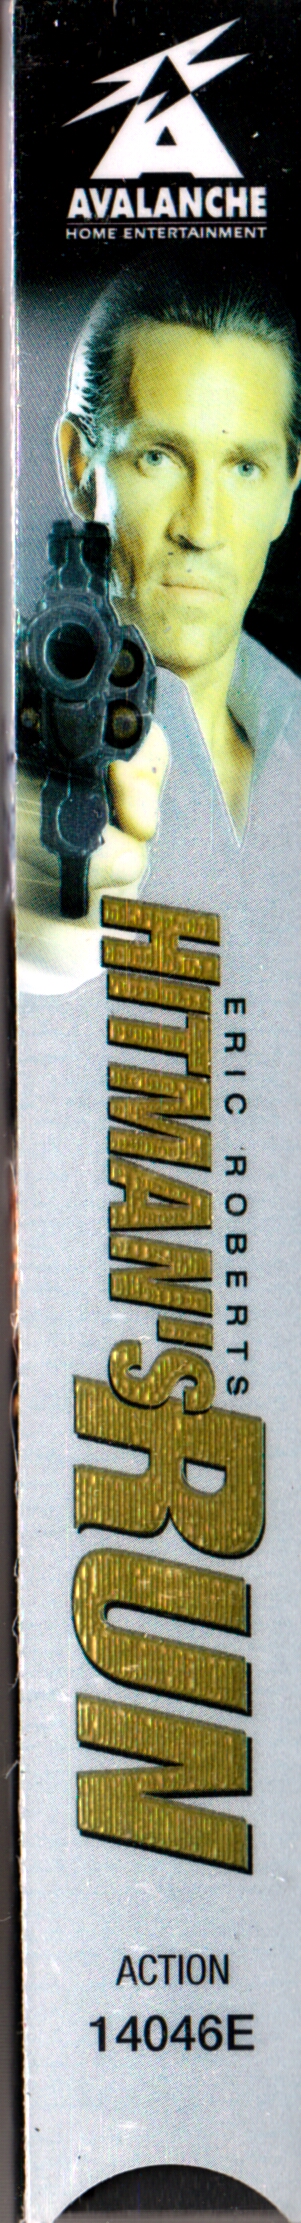 AVALANCHE
HOME ENTERTAINMENT
ERIC ROBERTS
HITMAN'S
RUN
ACTION
14046E